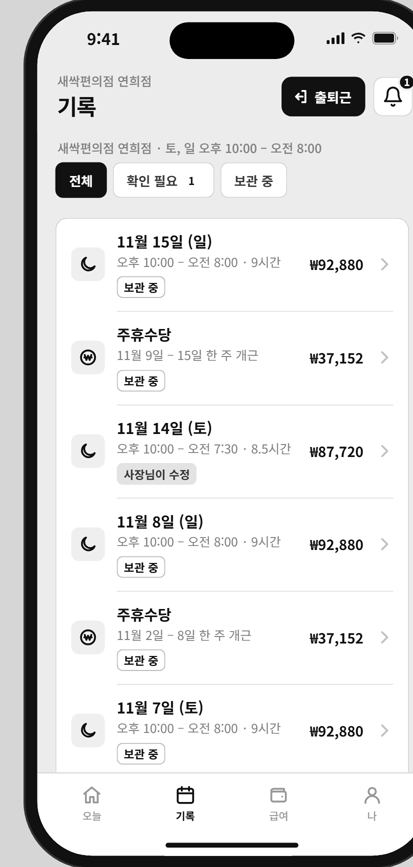 9:41
새싹편의점 연희점
기록
출퇴근
1
새싹편의점 연희점 · 토, 일 오후 10:00 – 오전 8:00
전체
확인 필요 1
보관 중
11월 15일 (일)
오후 10:00 – 오전 8:00 · 9시간
₩92,880
보관 중
주휴수당
11월 9일 – 15일 한 주 개근
₩37,152
보관 중
11월 14일 (토)
오후 10:00 – 오전 7:30 · 8.5시간
₩87,720
사장님이 수정
11월 8일 (일)
오후 10:00 – 오전 8:00 · 9시간
₩92,880
보관 중
주휴수당
11월 2일 – 8일 한 주 개근
₩37,152
보관 중
11월 7일 (토)
오후 10:00 – 오전 8:00 · 9시간
₩92,880
보관 중
오늘
기록
급여
나